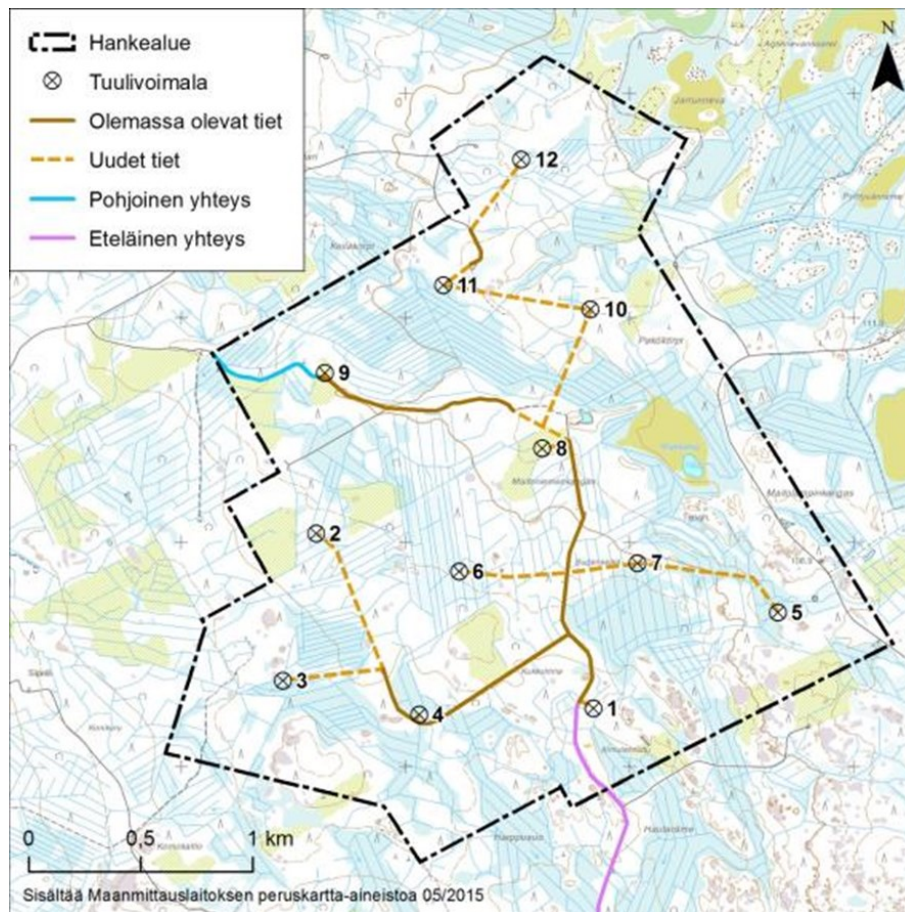 Hankealue
Tuulivoimala
Olemassa olevat tiet
Uudet tiet
Pohjoinen yhteys
Eteläinen yhteys
N
12
11
10
9
8
2
6
7
5
3
4
1
0 0,5 1 km
Sisältää Maanmittauslaitoksen peruskartta-aineistoa 05/2015